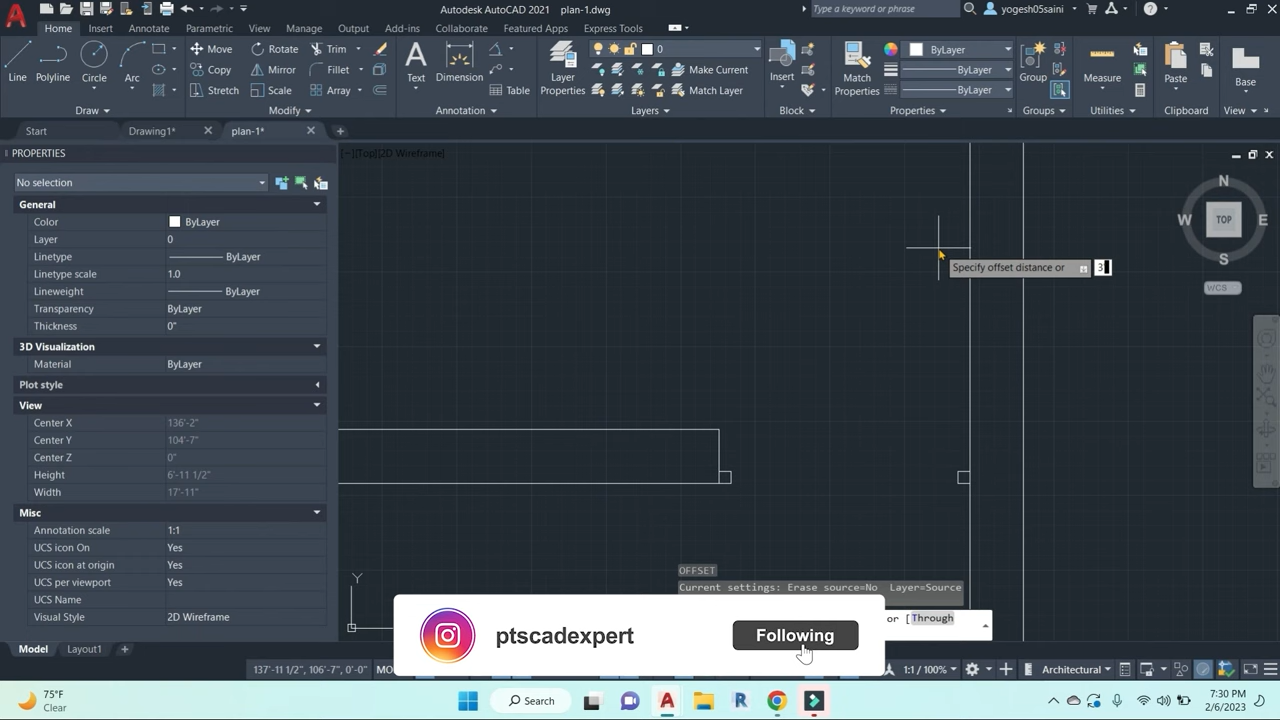 Autodesk AutoCAD 2021 plan-1.dwg
Type a keyword or phrase
yogesh05saini
Home Insert Annotate Parametric View Manage Output Add-ins Collaborate Express Tools Featured Apps
Line Polyline Circle Arc
Move Rotate Trim
Copy Mirror Fillet
Stretch Scale Array
Text Dimension Table
Layer Properties
0
Make Current
Match Layer
Insert
Match Properties
ByLayer
ByLayer
ByLayer
Group
Measure
Paste
Base
Draw Modify Annotation Layers Block Properties Groups Utilities Clipboard View
Start Drawing1* plan-1*
PROPERTIES
[−][Top][2D Wireframe]
No selection
General
Color ByLayer
Layer 0
Linetype ByLayer
Linetype scale 1.0
Lineweight ByLayer
Transparency ByLayer
Thickness 0"
3D Visualization
Material ByLayer
Plot style
View
Center X 136'-2"
Center Y 104'-7"
Center Z 0"
Height 6'-11 1/2"
Width 17'-11"
Misc
Annotation scale 1:1
UCS icon On Yes
UCS icon at origin Yes
UCS per viewport Yes
UCS Name
Visual Style 2D Wireframe
N
W TOP E
S
WCS
Specify offset distance or 3
Y
OFFSET
Current settings: Erase source=No Layer=Source
or [Through
ptscadexpert
Following
Model Layout1
137'-11 1/2", 106'-7", 0'-0" MO
1:1 / 100% Architectural
75°F
Clear
Search
7:30 PM
2/6/2023